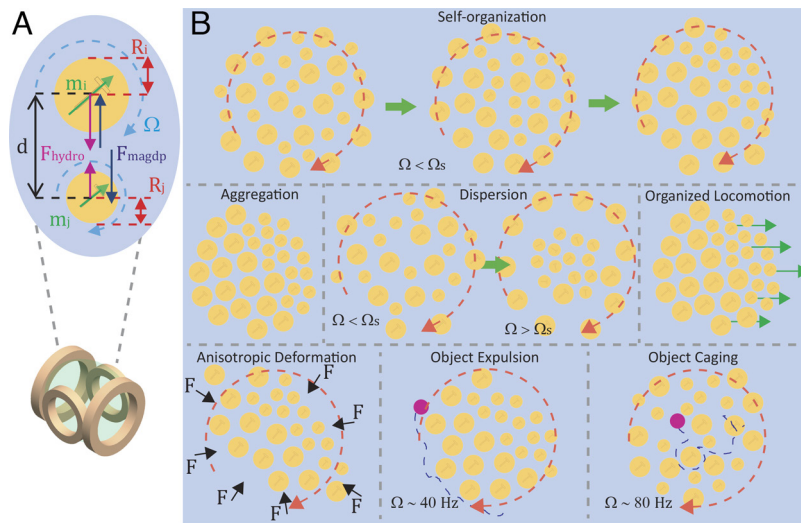 A
B
Self-organization
Ri
mi
Ω
d
Fhydro
Fmagdp
Rj
mj
Ω < Ωs
Aggregation
Dispersion
Organized Locomotion
Ω < Ωs
Ω > Ωs
Anisotropic Deformation
Object Expulsion
Object Caging
F
F
F
F
F
F
F
F
Ω ~ 40 Hz
Ω ~ 80 Hz